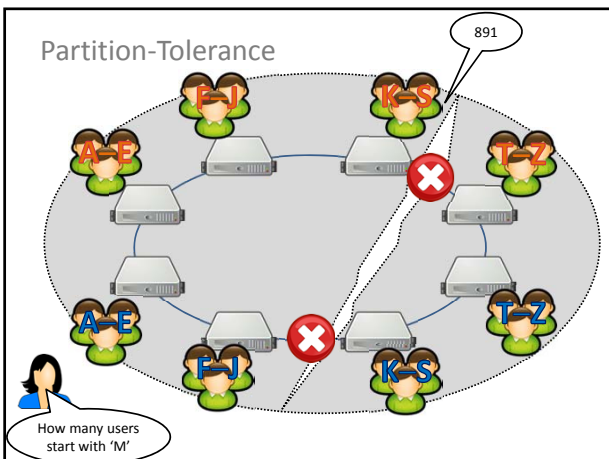 Partition-Tolerance
891
F–J
K–S
A–E
T–Z
A–E
T–Z
F–J
K–S
How many users
start with ‘M’